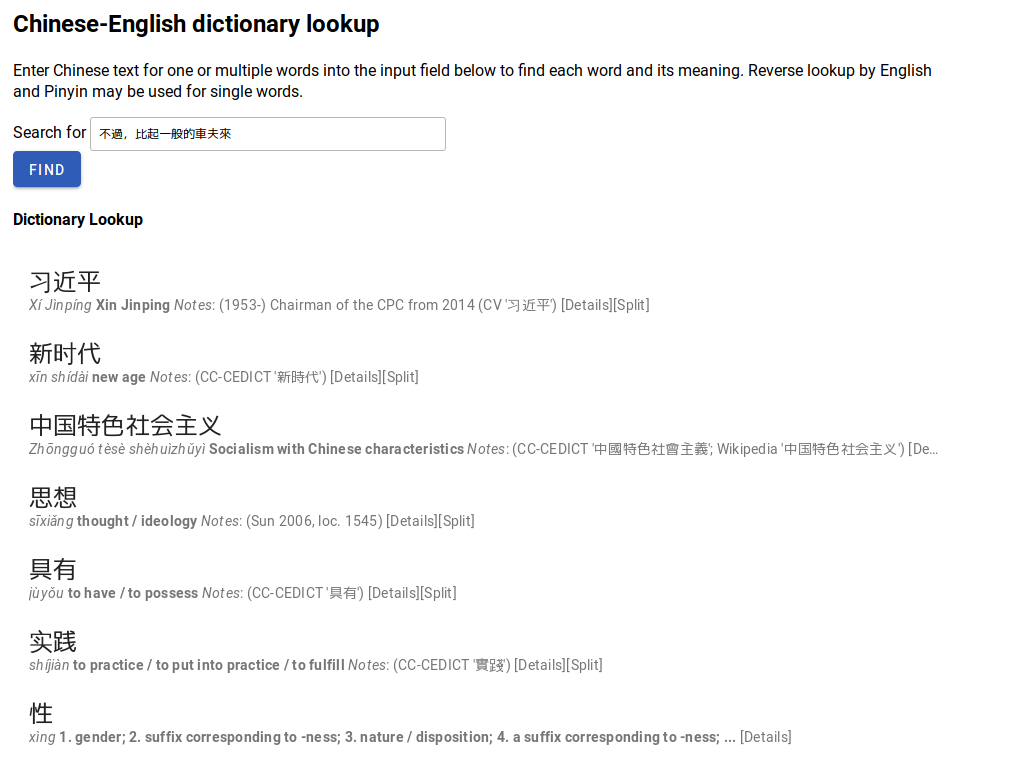 Chinese-English dictionary lookup
Enter Chinese text for one or multiple words into the input field below to find each word and its meaning. Reverse lookup by English
and Pinyin may be used for single words.
Search for 不過，比起一般的車夫來
FIND
Dictionary Lookup
习近平
Xí Jìnpíng Xin Jinping Notes: (1953-) Chairman of the CPC from 2014 (CV '习近平') [Details][Split]
新时代
xīn shídài new age Notes: (CC-CEDICT '新時代') [Details][Split]
中国特色社会主义
Zhōngguó tèsè shèhuìzhǔyì Socialism with Chinese characteristics Notes: (CC-CEDICT '中國特色社會主義'; Wikipedia '中国特色社会主义') [De...
思想
sīxiǎng thought / ideology Notes: (Sun 2006, loc. 1545) [Details][Split]
具有
jùyǒu to have / to possess Notes: (CC-CEDICT '具有') [Details][Split]
实践
shíjiàn to practice / to put into practice / to fulfill Notes: (CC-CEDICT '實踐') [Details][Split]
性
xìng 1. gender; 2. suffix corresponding to -ness; 3. nature / disposition; 4. a suffix corresponding to -ness; ... [Details]